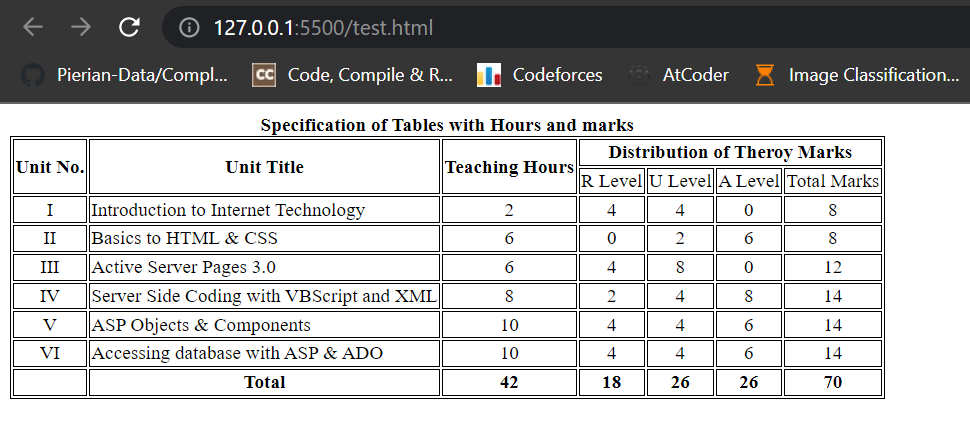 127.0.0.1:5500/test.html
Pierian-Data/Compl... CC Code, Compile & R... Codeforces AtCoder Image Classification...
Specification of Tables with Hours and marks
Unit No. Unit Title Teaching Hours Distribution of Theroy Marks
R Level U Level A Level Total Marks
I Introduction to Internet Technology 2 4 4 0 8
II Basics to HTML & CSS 6 0 2 6 8
III Active Server Pages 3.0 6 4 8 0 12
IV Server Side Coding with VBScript and XML 8 2 4 8 14
V ASP Objects & Components 10 4 4 6 14
VI Accessing database with ASP & ADO 10 4 4 6 14
Total 42 18 26 26 70